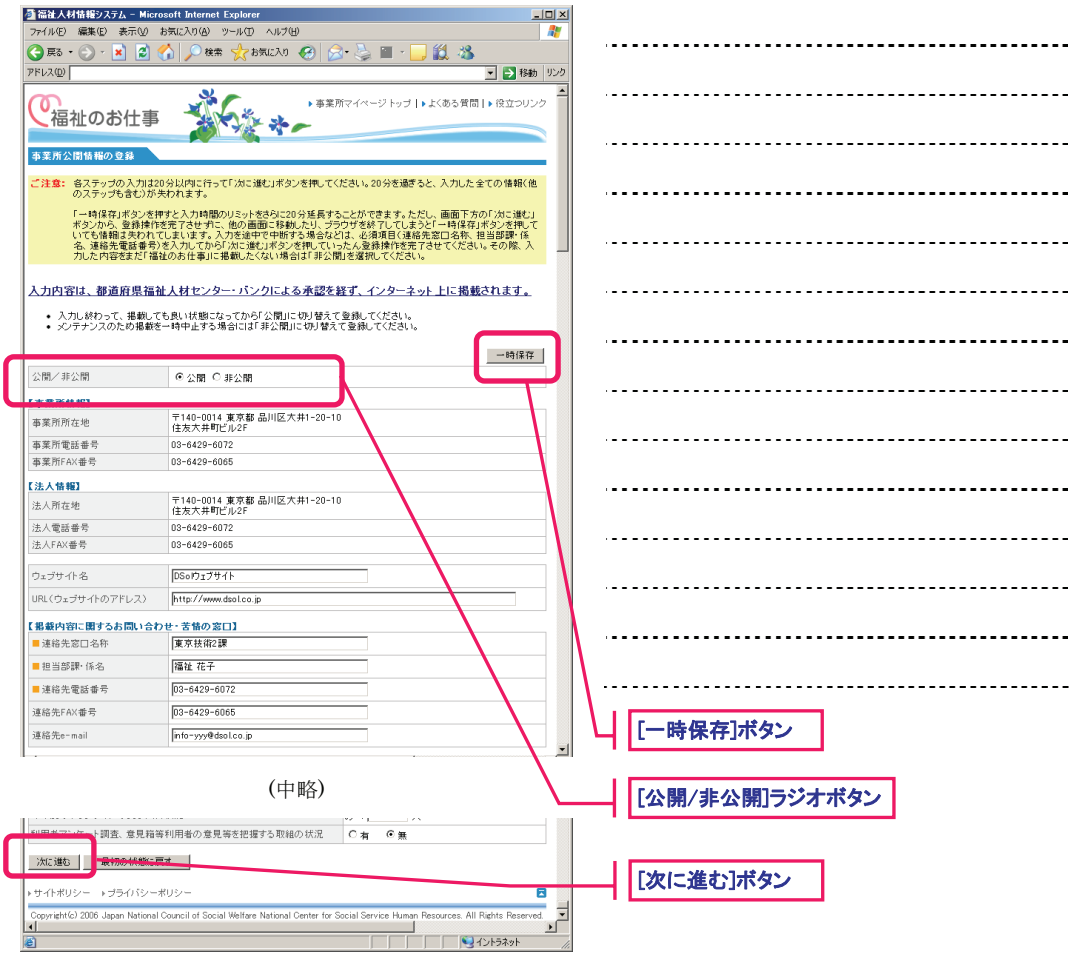 福祉人材情報システム - Microsoft Internet Explorer
ファイル(F) 編集(E) 表示(V) お気に入り(A) ツール(T) ヘルプ(H)
戻る 検索 お気に入り
アドレス(D) 移動 リンク
福祉のお仕事
事業所マイページ トップ | よくある質問 | 役立つリンク
事業所公開情報の登録
ご注意: 各ステップの入力は20分以内に行って「次に進む」ボタンを押してください。20分を過ぎると、入力した全ての情報(他
のステップも含む)が失われます。
「一時保存」ボタンを押すと入力時間のリミットをさらに20分延長することができます。ただし、画面下方の「次に進む」
ボタンから、登録操作を完了させずに、他の画面に移動したり、ブラウザを終了してしまうと「一時保存」ボタンを押して
いても情報は失われてしまいます。入力を途中で中断する場合などは、必須項目(連絡先窓口名称、担当部課・係
名、連絡先電話番号)を入力してから「次に進む」ボタンを押していったん登録操作を完了させてください。その際、入
力した内容をまだ「福祉のお仕事」に掲載したくない場合は「非公開」を選択してください。
入力内容は、都道府県福祉人材センター・バンクによる承認を経ず、インターネット上に掲載されます。
• 入力し終わって、掲載しても良い状態になってから「公開」に切り替えて登録してください。
• メンテナンスのため掲載を一時中止する場合には「非公開」に切り替えて登録してください。
一時保存
公開/非公開 公開 非公開
【事業所情報】
事業所所在地 〒140-0014 東京都 品川区大井1-20-10
住友大井町ビル2F
事業所電話番号 03-6429-6072
事業所FAX番号 03-6429-6065
【法人情報】
法人所在地 〒140-0014 東京都 品川区大井1-20-10
住友大井町ビル2F
法人電話番号 03-6429-6072
法人FAX番号 03-6429-6065
ウェブサイト名 DSolウェブサイト
URL(ウェブサイトのアドレス) http://www.dsol.co.jp
【掲載内容に関するお問い合わせ・苦情の窓口】
連絡先窓口名称 東京技術2課
担当部課・係名 福祉 花子
連絡先電話番号 03-6429-6072
連絡先FAX番号 03-6429-6065
連絡先e-mail info-yyy@dsol.co.jp
[一時保存]ボタン
(中略)
[公開/非公開]ラジオボタン
利用者アンケート調査、意見箱等利用者の意見等を把握する取組の状況 有 無
次に進む 最初の状態に戻す
[次に進む]ボタン
サイトポリシー プライバシーポリシー
Copyright(c) 2006 Japan National Council of Social Welfare National Center for Social Service Human Resources. All Rights Reserved.
イントラネット